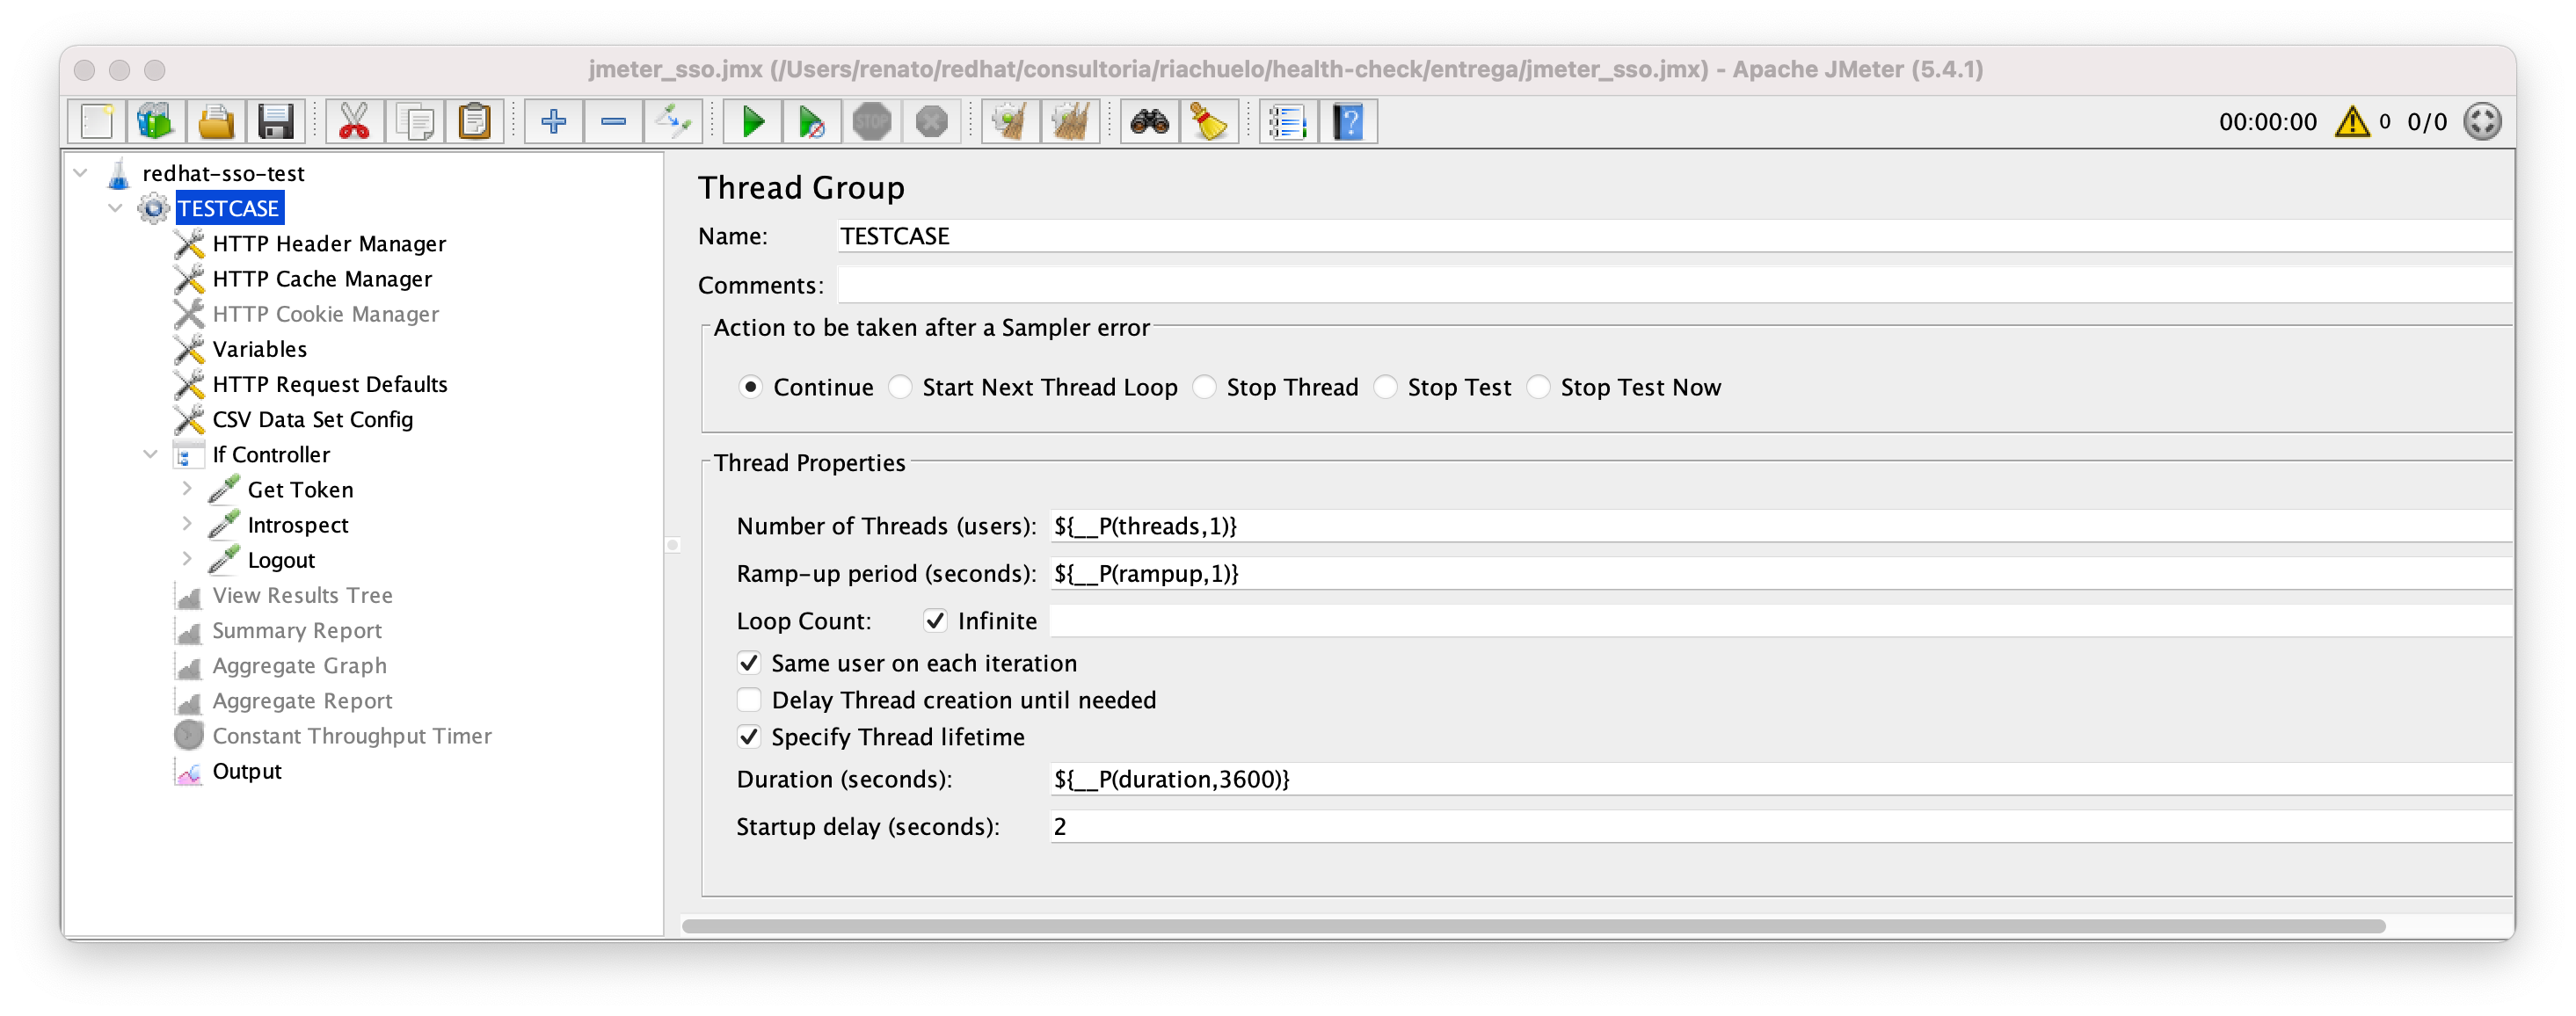 jmeter_sso.jmx (/Users/renato/redhat/consultoria/riachuelo/health-check/entrega/jmeter_sso.jmx) - Apache JMeter (5.4.1)
STOP
?
00:00:00 0 0/0
redhat-sso-test
TESTCASE
HTTP Header Manager
HTTP Cache Manager
HTTP Cookie Manager
Variables
HTTP Request Defaults
CSV Data Set Config
If Controller
Get Token
Introspect
Logout
View Results Tree
Summary Report
Aggregate Graph
Aggregate Report
Constant Throughput Timer
Output
Thread Group
Name: TESTCASE
Comments:
Action to be taken after a Sampler error
Continue Start Next Thread Loop Stop Thread Stop Test Stop Test Now
Thread Properties
Number of Threads (users): ${__P(threads,1)}
Ramp-up period (seconds): ${__P(rampup,1)}
Loop Count: Infinite
Same user on each iteration
Delay Thread creation until needed
Specify Thread lifetime
Duration (seconds): ${__P(duration,3600)}
Startup delay (seconds): 2